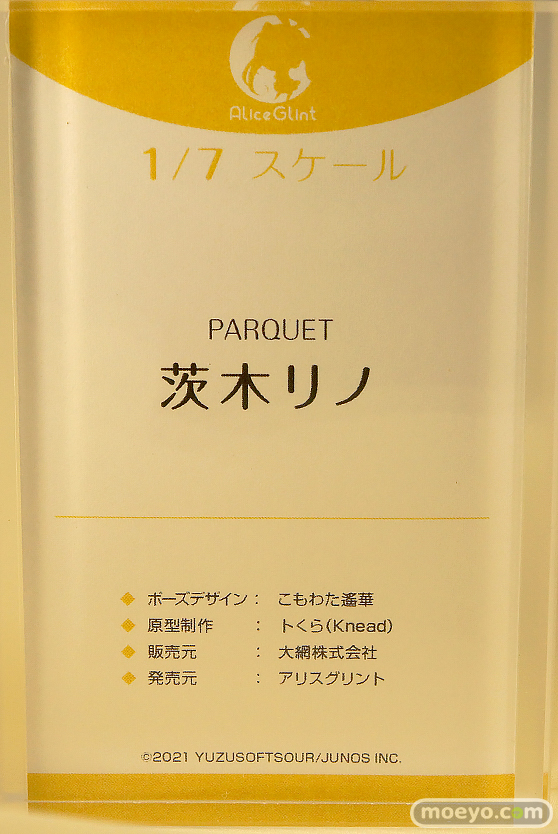 AliceGlint
1/7 スケール
PARQUET
茨木リノ
◆ ポーズデザイン： こもわた遙華
◆ 原型制作 ： トくら(Knead)
◆ 販売元 ： 大網株式会社
◆ 発売元 ： アリスグリント
©2021 YUZUSOFTSOUR/JUNOS INC.
moeyo.com